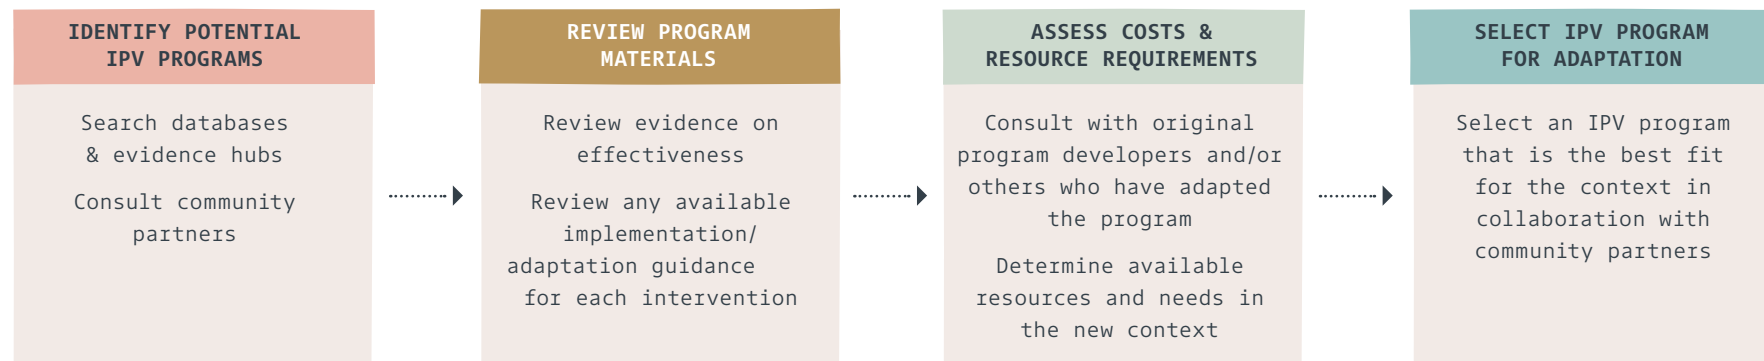 IDENTIFY POTENTIAL
IPV PROGRAMS
Search databases
& evidence hubs
Consult community
partners
REVIEW PROGRAM
MATERIALS
Review evidence on
effectiveness
Review any available
implementation/
adaptation guidance
for each intervention
ASSESS COSTS &
RESOURCE REQUIREMENTS
Consult with original
program developers and/or
others who have adapted
the program
Determine available
resources and needs in
the new context
SELECT IPV PROGRAM
FOR ADAPTATION
Select an IPV program
that is the best fit
for the context in
collaboration with
community partners